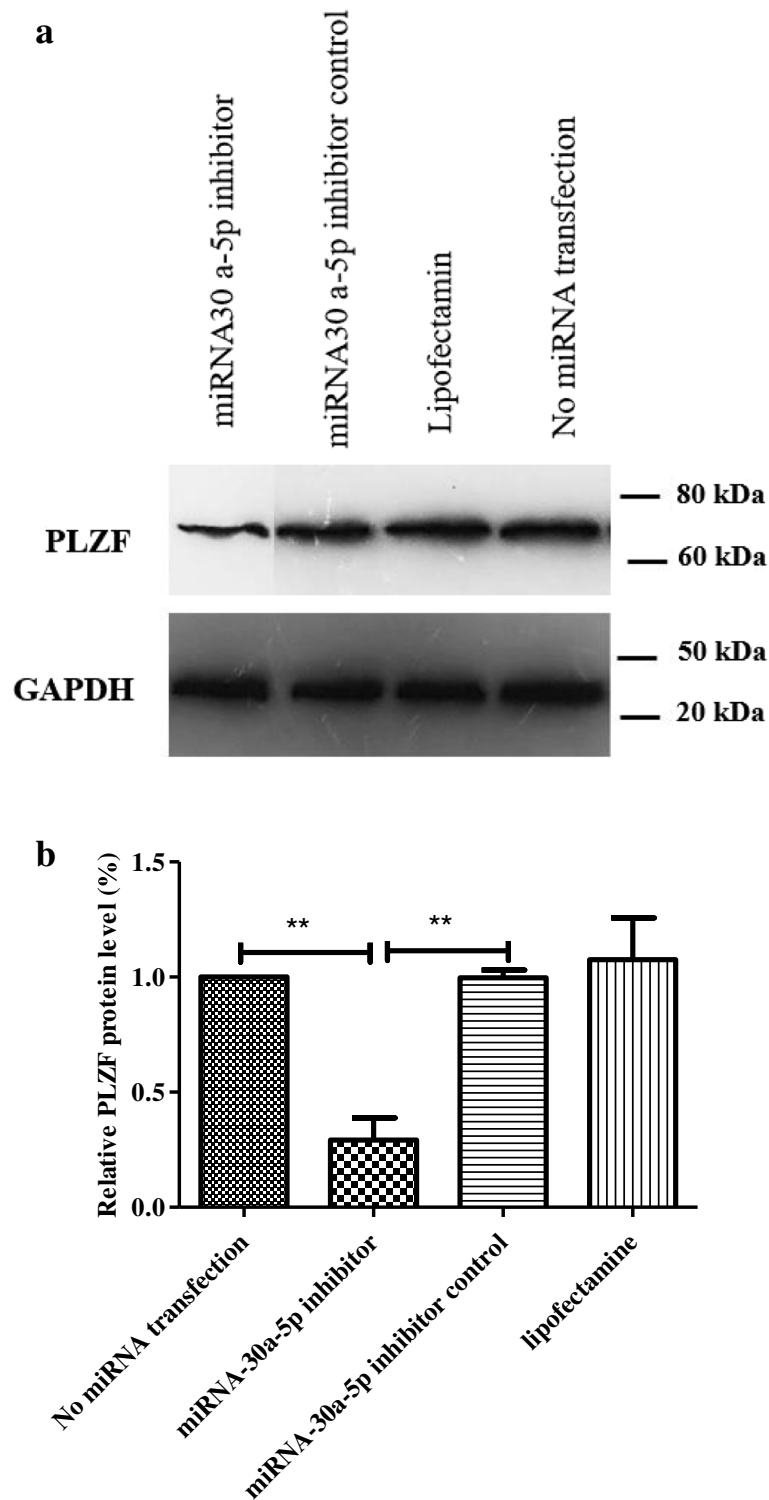 a
miRNA30 a-5p inhibitor
miRNA30 a-5p inhibitor control
Lipofectamin
No miRNA transfection
PLZF
80 kDa
60 kDa
GAPDH
50 kDa
20 kDa
b
Relative PLZF protein level (%)
1.5
1.0
0.5
0.0
**
**
No miRNA transfection
miRNA-30a-5p inhibitor
miRNA-30a-5p inhibitor control
lipofectamine